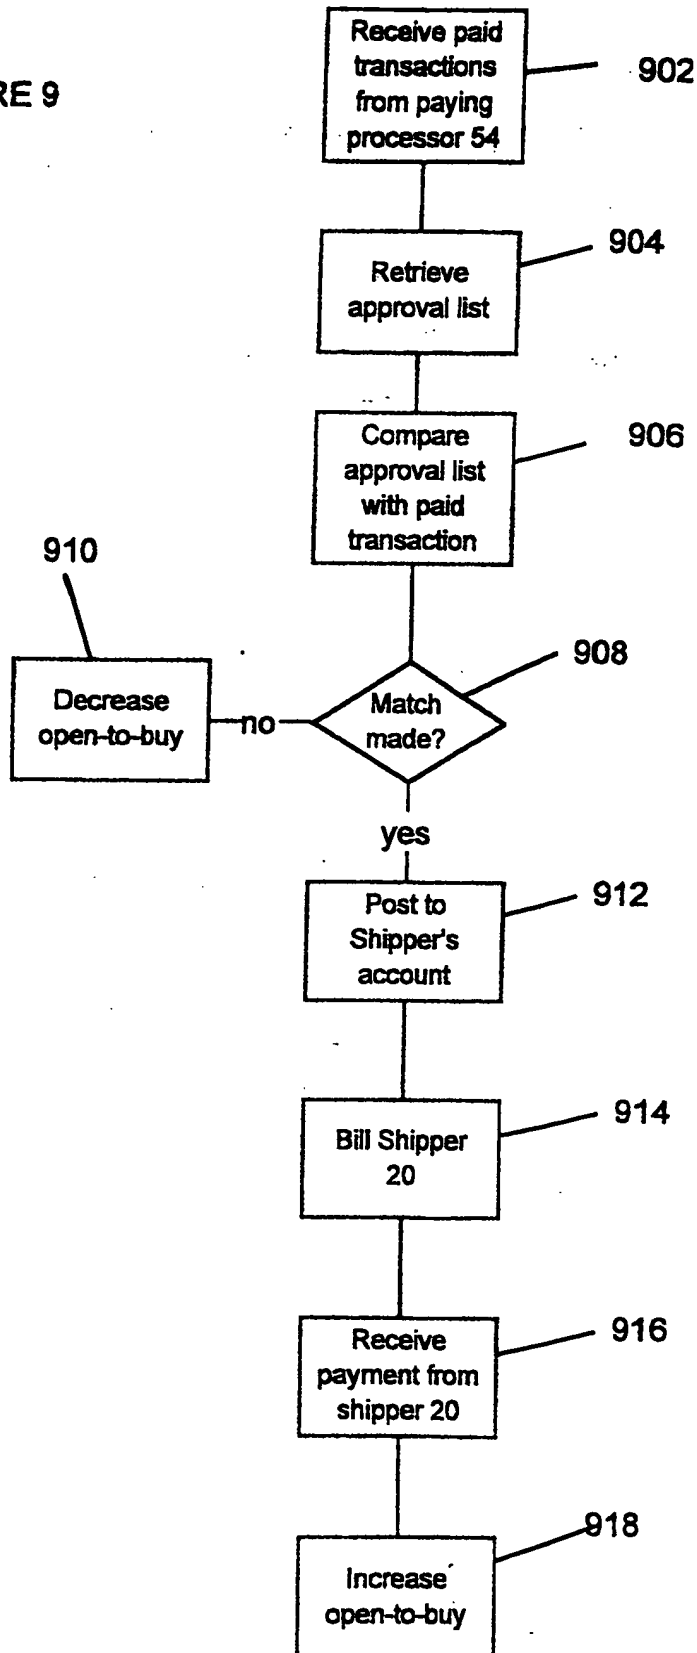 Receive paid
transactions
from paying
processor 54
902
RE 9
904
Retrieve
approval list
Compare
approval list
with paid
transaction
906
910
908
Decrease
open-to-buy
no
Match
made?
yes
912
Post to
Shipper's
account
914
Bill Shipper
20
916
Receive
payment from
shipper 20
918
Increase
open-to-buy